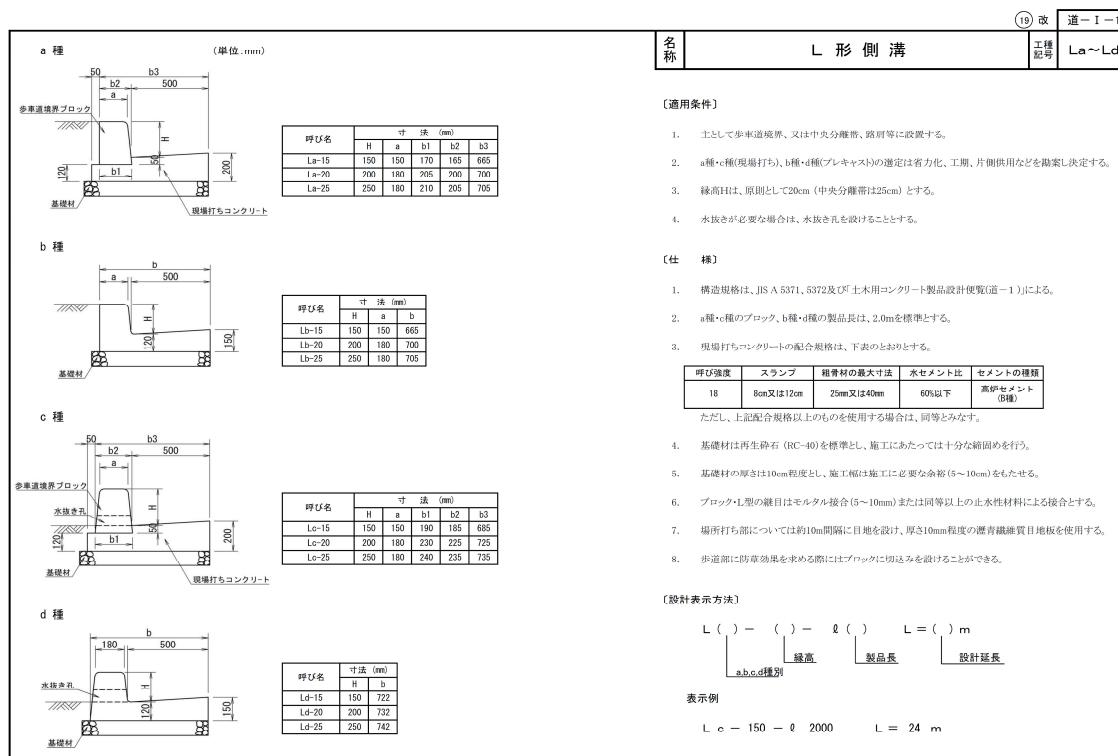 ⑲ 改 道－Ⅰ－1
名称 L 形 側 溝 工種記号 La～Ld
a 種 (単位.mm)
50 b3
b2 500
a
歩車道境界ブロック
H
50
120 b1 200
基礎材
現場打ちコンクリート
呼び名 寸 法 (mm)
H a b1 b2 b3
La-15 150 150 170 165 665
La-20 200 180 205 200 700
La-25 250 180 210 205 705
b 種
b
a 500
H
120 150
基礎材
呼び名 寸 法 (mm)
H a b
Lb-15 150 150 665
Lb-20 200 180 700
Lb-25 250 180 705
c 種
50 b3
b2 500
a
歩車道境界ブロック
水抜き孔
H
50
120 b1 200
基礎材
現場打ちコンクリート
呼び名 寸 法 (mm)
H a b1 b2 b3
Lc-15 150 150 190 185 685
Lc-20 200 180 230 225 725
Lc-25 250 180 240 235 735
d 種
b
180 500
水抜き孔
H
120 150
基礎材
呼び名 寸法 (mm)
H b
Ld-15 150 722
Ld-20 200 732
Ld-25 250 742
〔適用条件〕
1. 主として歩車道境界、又は中央分離帯、路肩等に設置する。
2. a種・c種(現場打ち)、b種・d種(プレキャスト)の選定は省力化、工期、片側供用などを勘案し決定する。
3. 縁高Hは、原則として20cm （中央分離帯は25cm）とする。
4. 水抜きが必要な場合は、水抜き孔を設けることとする。
〔仕 様〕
1. 構造規格は、JIS A 5371、5372及び「土木用コンクリート製品設計便覧(道－1)」による。
2. a種・c種のブロック、b種・d種の製品長は、2.0mを標準とする。
3. 現場打ちコンクリートの配合規格は、下表のとおりとする。
呼び強度 スランプ 粗骨材の最大寸法 水セメント比 セメントの種類
18 8cm又は12cm 25mm又は40mm 60%以下 高炉セメント(B種)
ただし、上記配合規格以上のものを使用する場合は、同等とみなす。
4. 基礎材は再生砕石 （RC-40）を標準とし、施工にあたっては十分な締固めを行う。
5. 基礎材の厚さは10cm程度とし、施工幅は施工に必要な余裕(5～10cm)をもたせる。
6. ブロック・L型の継目はモルタル接合(5～10mm)または同等以上の止水性材料による接合とする。
7. 場所打ち部については約10m間隔に目地を設け、厚さ10mm程度の瀝青繊維質目地板を使用する。
8. 歩道部に防草効果を求める際にはブロックに切込みを設けることができる。
〔設計表示方法〕
L ( ) － ( ) － ℓ ( ) L ＝ ( ) m
縁高 製品長 設計延長
a,b,c,d種別
表示例
L c － 150 － ℓ 2000 L ＝ 24 m